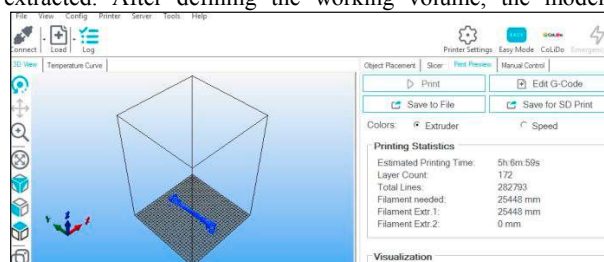 extracted. After defining the working volume, the model
File View Config Printer Server Tools Help
Connect Load Log Printer Settings Easy Mode CoLiDo Emergency
3D View Temperature Curve Object Placement Slicer Print Preview Manual Control
Print Edit G-Code
Save to File Save for SD Print
Colors: Extruder Speed
Printing Statistics
Estimated Printing Time: 5h:6m:59s
Layer Count: 172
Total Lines: 282793
Filament needed: 25448 mm
Filament Extr.1: 25448 mm
Filament Extr.2: 0 mm
Visualization